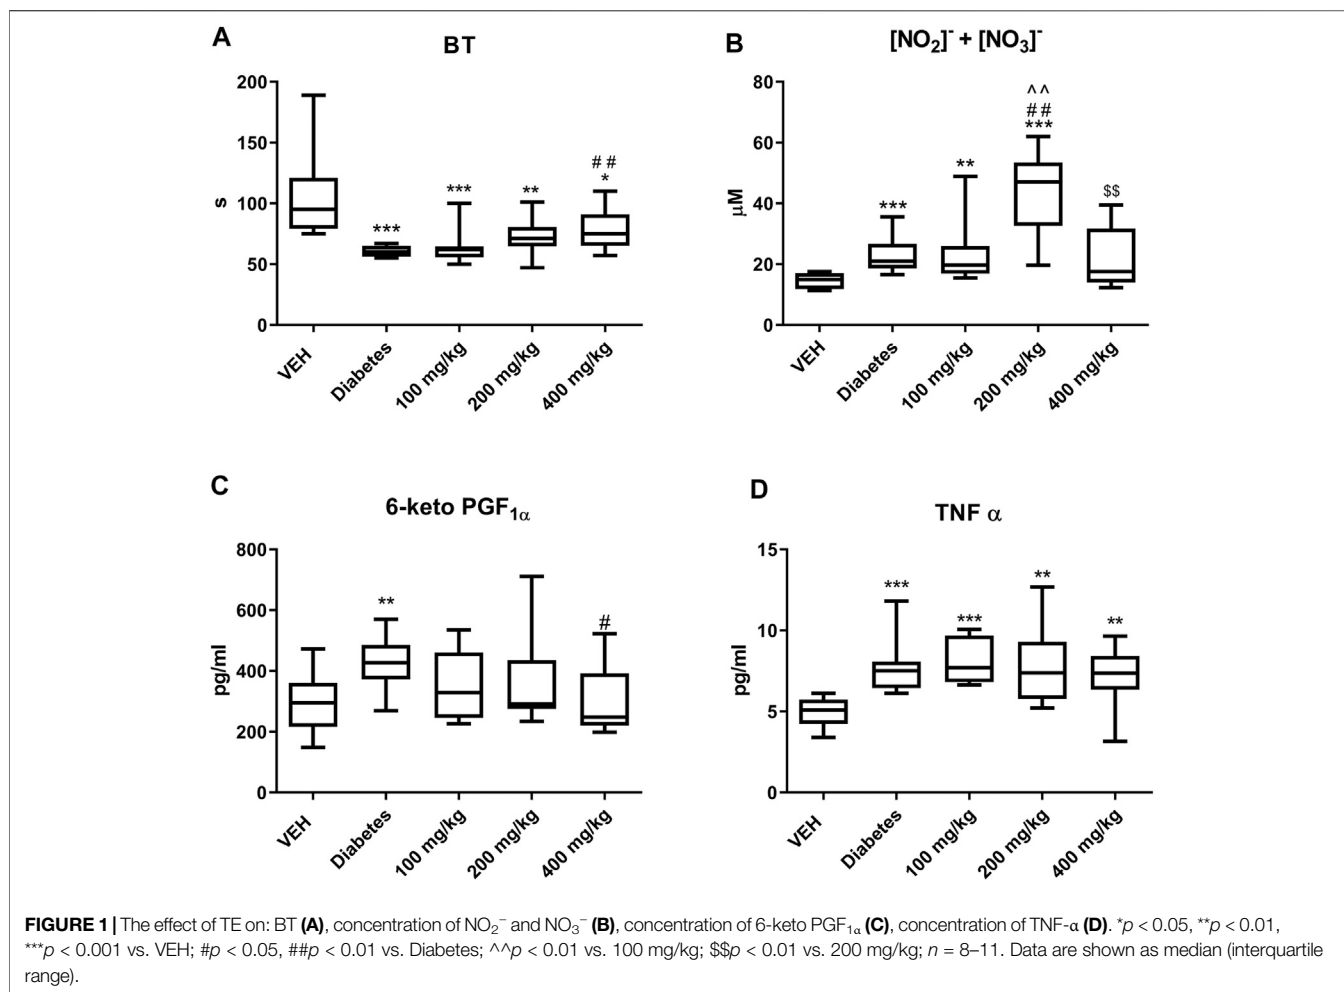 A
BT
200
150
100
50
0
s
***
***
**
# #
*
VEH
Diabetes
100 mg/kg
200 mg/kg
400 mg/kg
B
[NO₂]⁻ + [NO₃]⁻
80
60
40
20
0
μM
***
**
^ ^
# #
***
$$
VEH
Diabetes
100 mg/kg
200 mg/kg
400 mg/kg
C
6-keto PGF₁α
800
600
400
200
0
pg/ml
**
#
VEH
Diabetes
100 mg/kg
200 mg/kg
400 mg/kg
D
TNF α
15
10
5
0
pg/ml
***
***
**
**
VEH
Diabetes
100 mg/kg
200 mg/kg
400 mg/kg
FIGURE 1 | The effect of TE on: BT (A), concentration of NO₂⁻ and NO₃⁻ (B), concentration of 6-keto PGF₁α (C), concentration of TNF-α (D). *p < 0.05, **p < 0.01,
***p < 0.001 vs. VEH; #p < 0.05, ##p < 0.01 vs. Diabetes; ^^p < 0.01 vs. 100 mg/kg; $$p < 0.01 vs. 200 mg/kg; n = 8–11. Data are shown as median (interquartile
range).